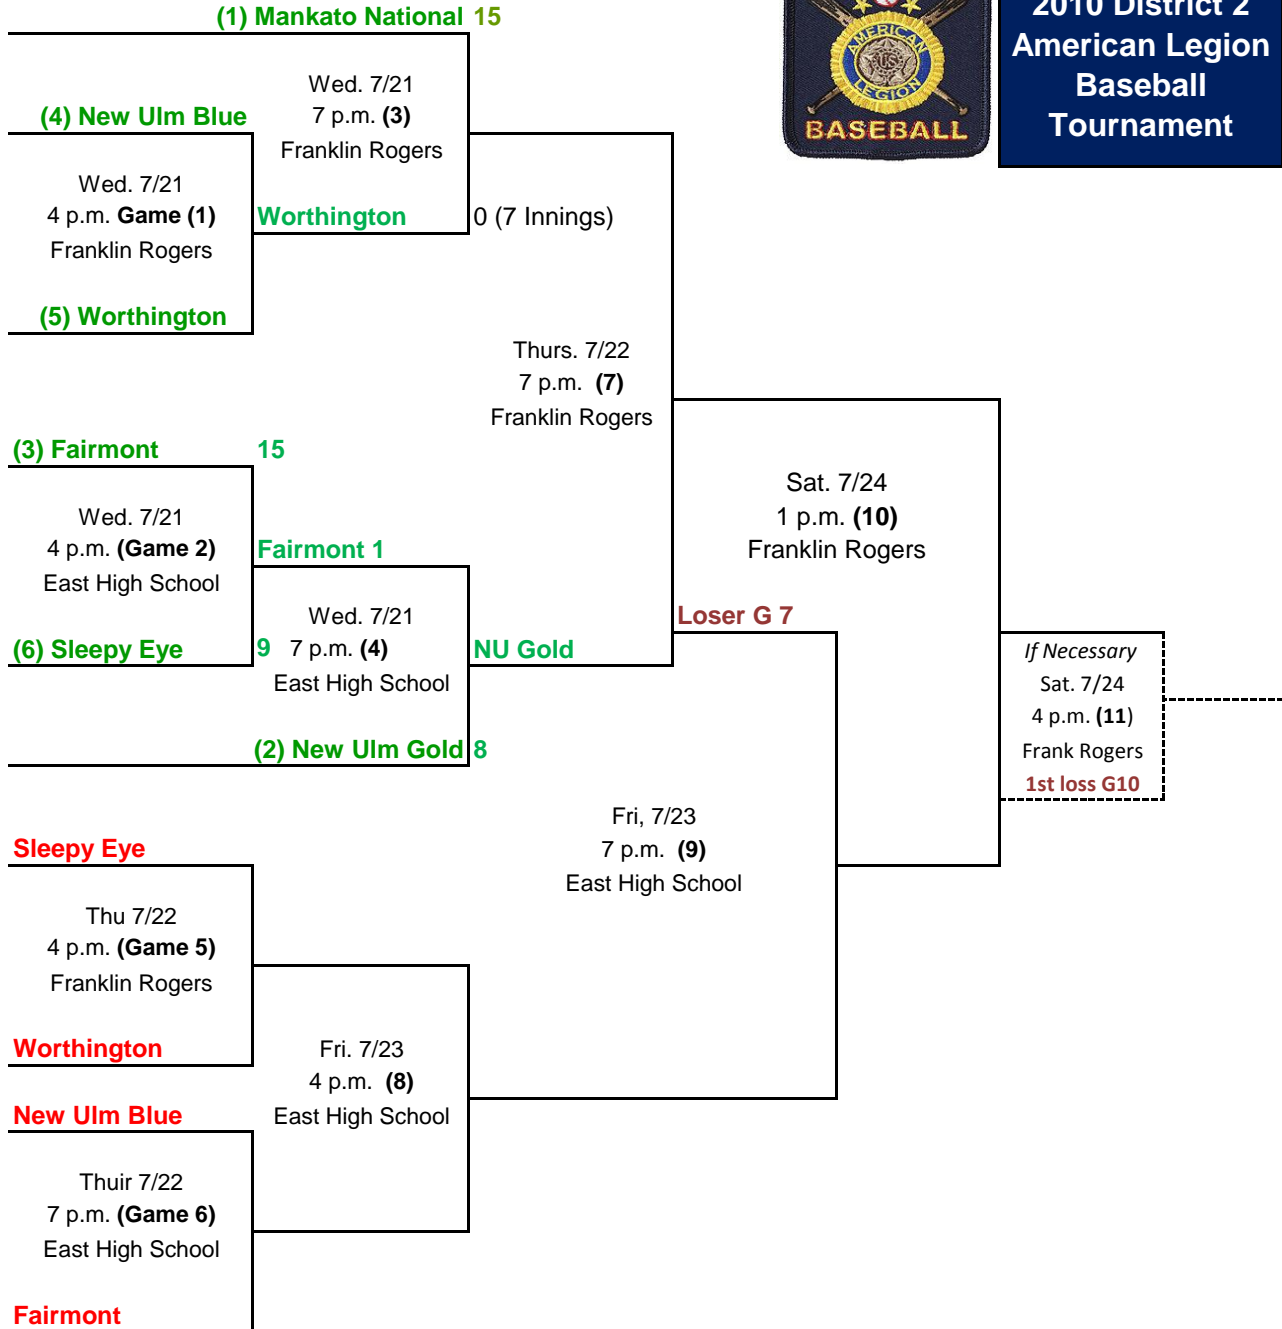 (1) Mankato National 15
2010 District 2
American Legion
Baseball
Tournament
AMERICAN
US
LEGION
BASEBALL
Wed. 7/21
7 p.m. (3)
Franklin Rogers
(4) New Ulm Blue
Wed. 7/21
4 p.m. Game (1)
Franklin Rogers
Worthington
0 (7 Innings)
(5) Worthington
Thurs. 7/22
7 p.m. (7)
Franklin Rogers
(3) Fairmont 15
Wed. 7/21
4 p.m. (Game 2)
East High School
Fairmont 1
Sat. 7/24
1 p.m. (10)
Franklin Rogers
Wed. 7/21
7 p.m. (4)
East High School
(6) Sleepy Eye 9
NU Gold
Loser G 7
If Necessary
Sat. 7/24
4 p.m. (11)
Frank Rogers
1st loss G10
(2) New Ulm Gold 8
Fri, 7/23
7 p.m. (9)
East High School
Sleepy Eye
Thu 7/22
4 p.m. (Game 5)
Franklin Rogers
Worthington
Fri. 7/23
4 p.m. (8)
East High School
New Ulm Blue
Thuir 7/22
7 p.m. (Game 6)
East High School
Fairmont